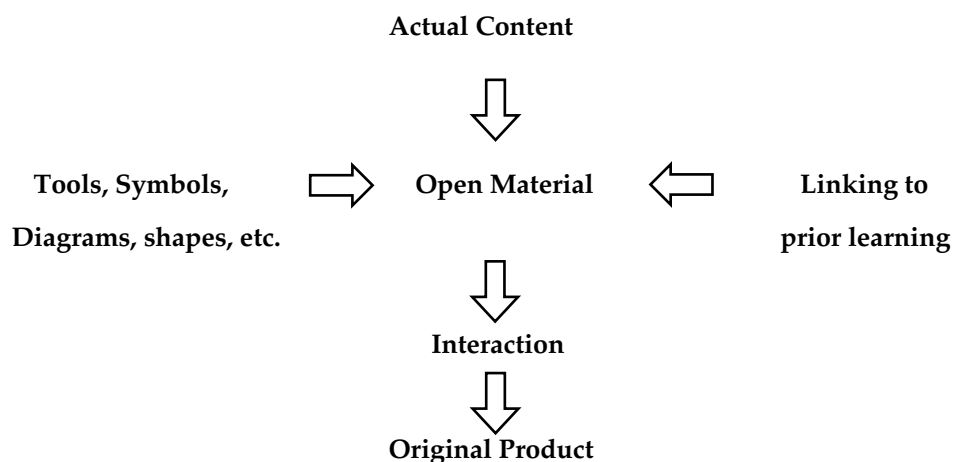 Actual Content
Tools, Symbols,
Diagrams, shapes, etc.
Open Material
Linking to
prior learning
Interaction
Original Product